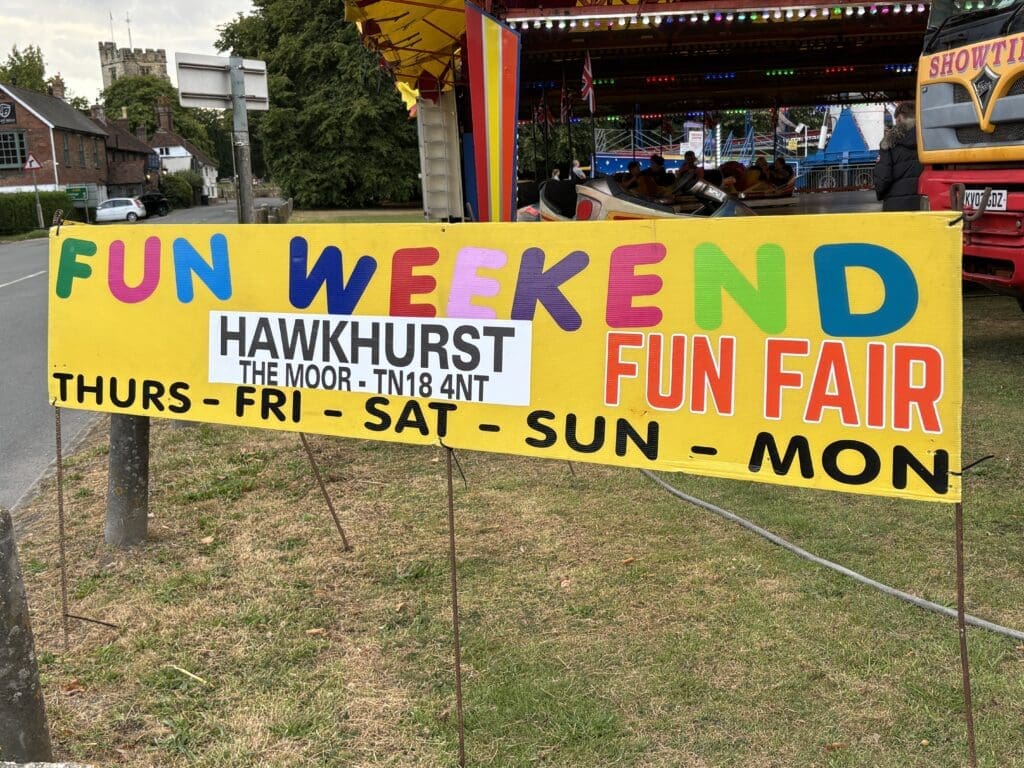 FUN WEEKEND
HAWKHURST
THE MOOR - TN18 4NT
FUN FAIR
THURS - FRI - SAT - SUN - MON
SHOWTI